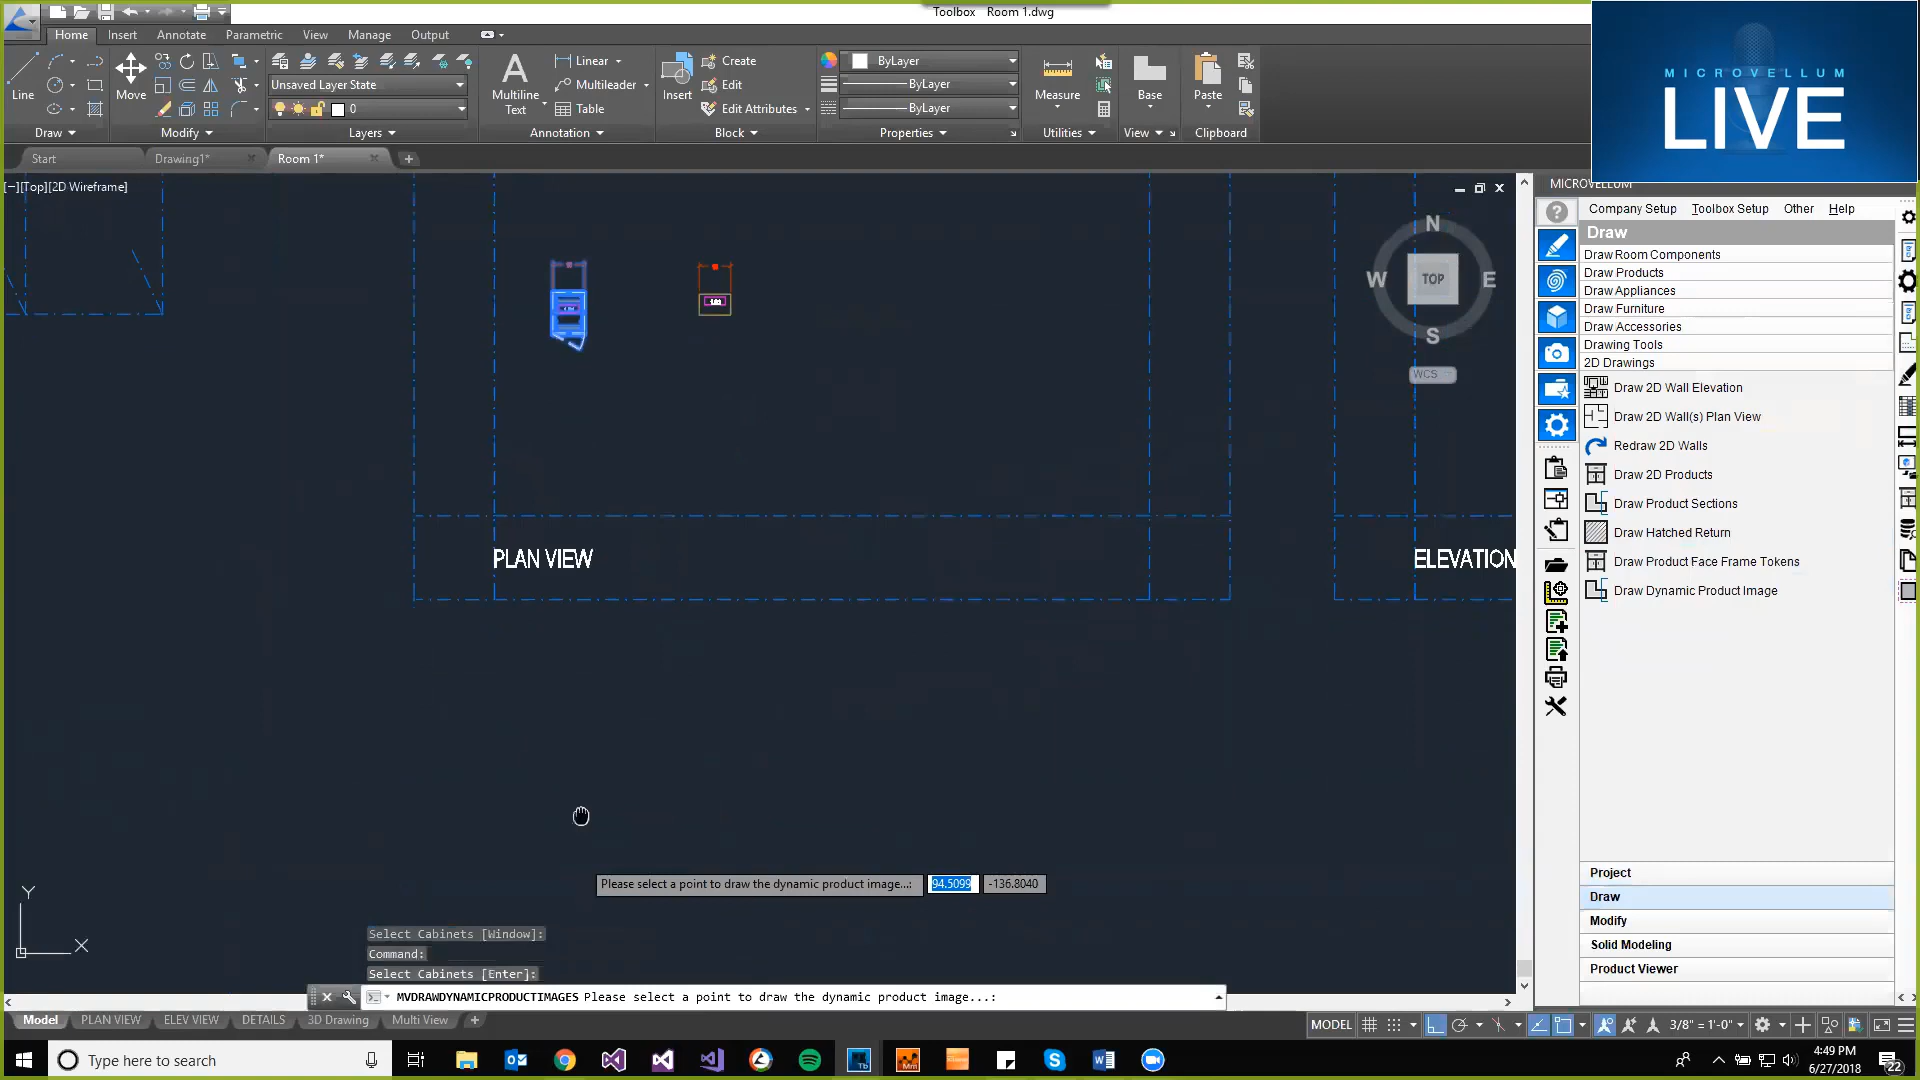 Toolbox Room 1.dwg
Home Insert Annotate Parametric View Manage Output
Line
Move
Unsaved Layer State
0
Multiline
Text
Linear
Multileader
Table
Insert
Create
Edit
Edit Attributes
ByLayer
ByLayer
ByLayer
Measure
Base
Paste
Draw Modify Layers Annotation Block Properties Utilities View Clipboard
MICROVELLUM
LIVE
Start Drawing1* Room 1*
[−][Top][2D Wireframe]
MICROVELLUM
Company Setup Toolbox Setup Other Help
Draw
Draw Room Components
Draw Products
Draw Appliances
Draw Furniture
Draw Accessories
Drawing Tools
2D Drawings
Draw 2D Wall Elevation
Draw 2D Wall(s) Plan View
Redraw 2D Walls
Draw 2D Products
Draw Product Sections
Draw Hatched Return
Draw Product Face Frame Tokens
Draw Dynamic Product Image
N
W TOP E
S
WCS
PLAN VIEW
ELEVATION
Please select a point to draw the dynamic product image...: 94.5099 -136.8040
Y
X
Select Cabinets [Window]:
Command:
Select Cabinets [Enter]:
MVDRAWDYNAMICPRODUCTIMAGES Please select a point to draw the dynamic product image...:
Project
Draw
Modify
Solid Modeling
Product Viewer
Model PLAN VIEW ELEV VIEW DETAILS 3D Drawing Multi View
MODEL 3/8" = 1'-0"
Type here to search
4:49 PM
6/27/2018
22